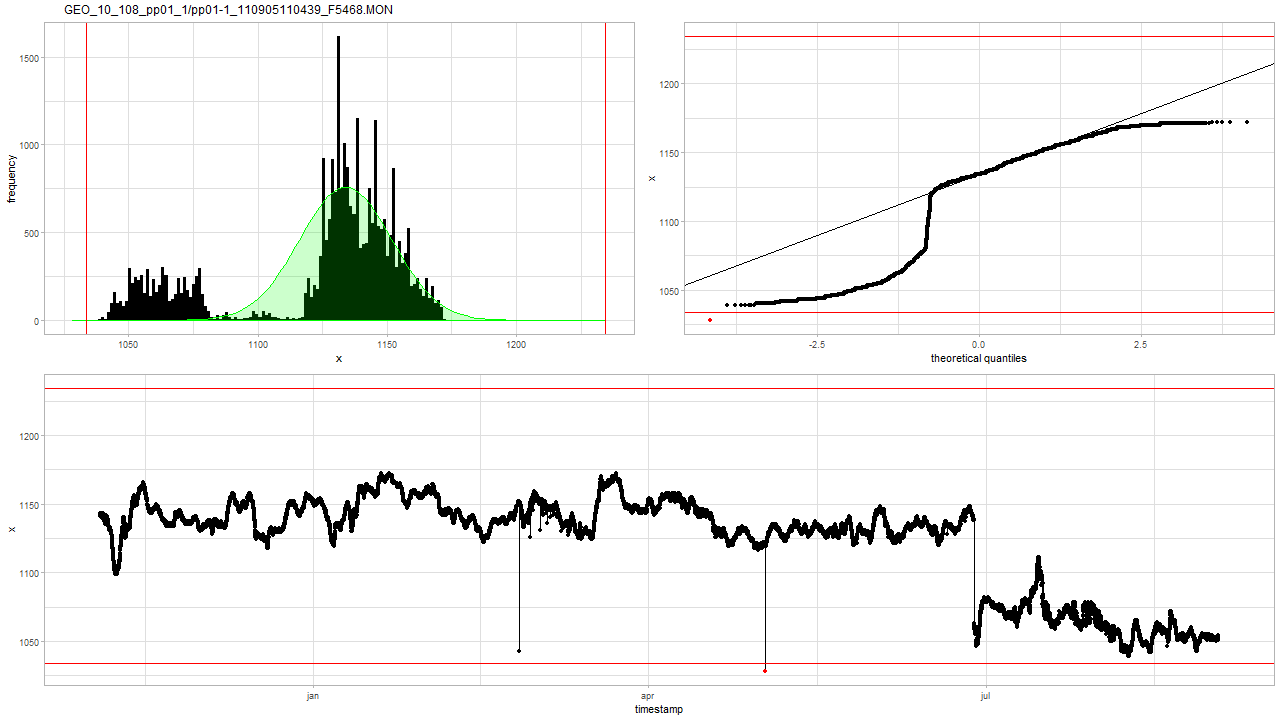 GEO_10_108_pp01_1/pp01-1_110905110439_F5468.MON
1500
1000
500
0
frequency
1050
1100
1150
1200
x
1200
1150
1100
1050
x
-2.5
0.0
2.5
theoretical quantiles
1200
1150
1100
1050
x
jan
apr
jul
timestamp